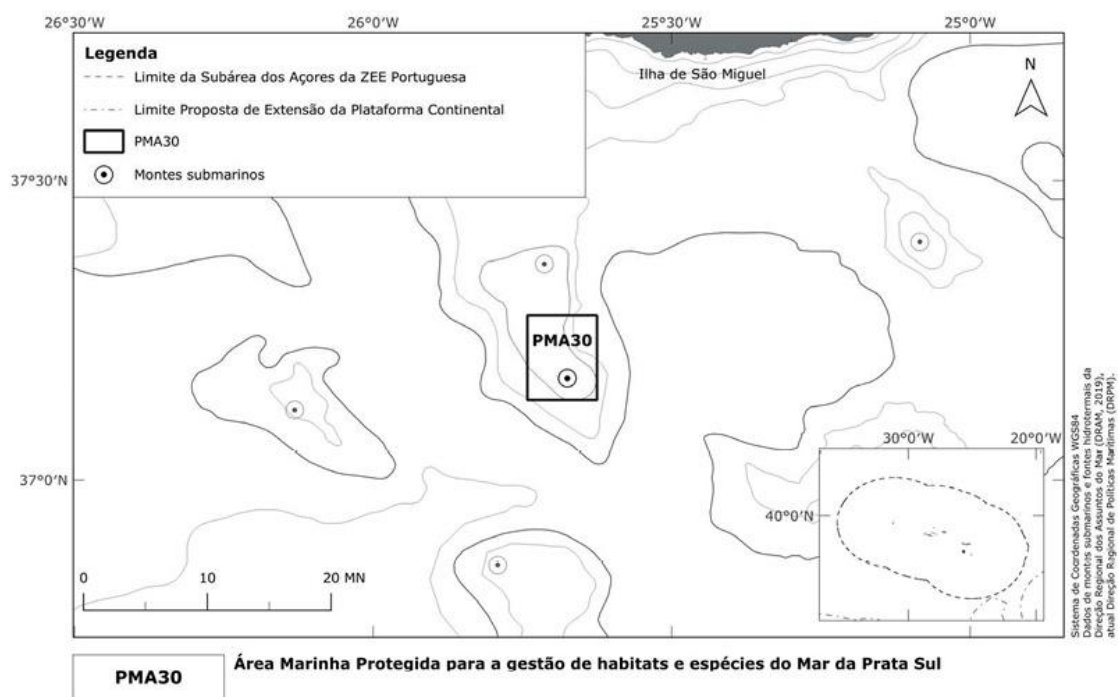 26°30'W 26°0'W 25°30'W 25°0'W
Legenda
Limite da Subárea dos Açores da ZEE Portuguesa
Limite Proposta de Extensão da Plataforma Continental
PMA30
Montes submarinos
Ilha de São Miguel
N
37°30'N
PMA30
37°0'N
30°0'W 20°0'W
40°0'N
0 10 20 MN
Sistema de Coordenadas Geográficas WGS84
Dados de montes submarinos e fontes hidrotermais da
Direção Regional dos Assuntos do Mar (DRAM, 2019),
atual Direção Regional de Políticas Marítimas (DRPM).
PMA30
Área Marinha Protegida para a gestão de habitats e espécies do Mar da Prata Sul